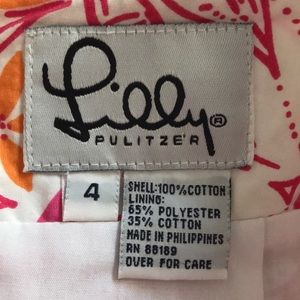 Lilly®
PULITZER
4
SHELL:100%COTTON
LINING:
65% POLYESTER
35% COTTON
MADE IN PHILIPPINES
RN 88189
OVER FOR CARE